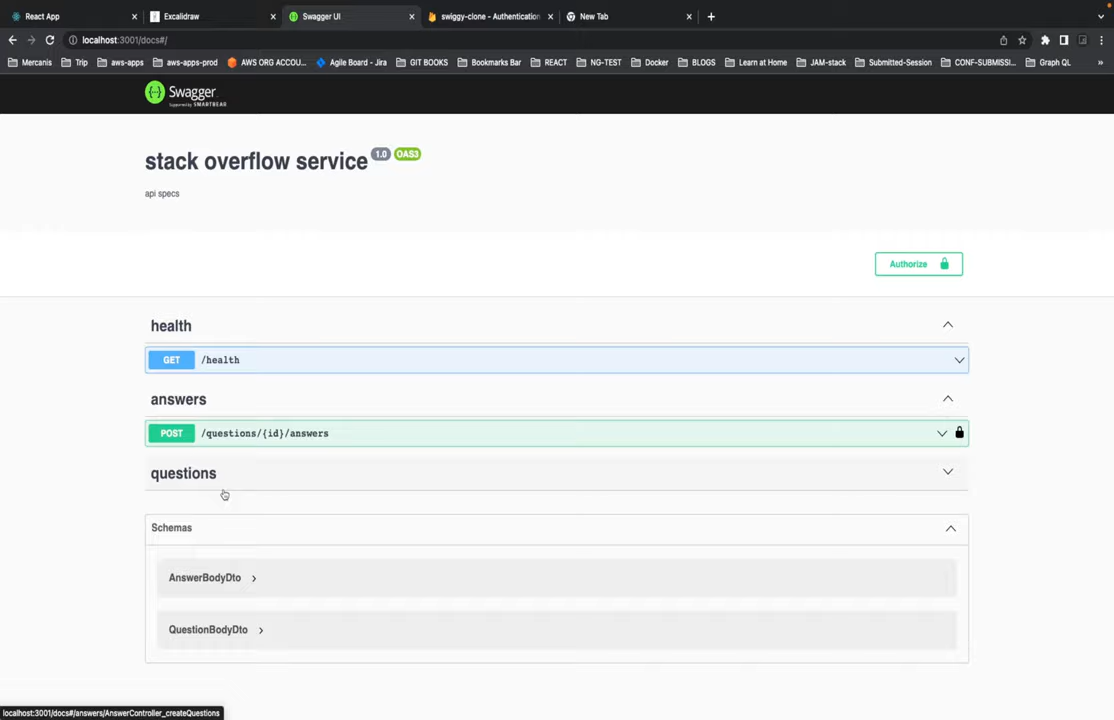 React App
Excalidraw
Swagger UI
swiggy-clone - Authentication
New Tab
localhost:3001/docs#/
Mercanis
Trip
aws-apps
aws-apps-prod
AWS ORG ACCOU...
Agile Board - Jira
GIT BOOKS
Bookmarks Bar
REACT
NG-TEST
Docker
BLOGS
Learn at Home
JAM-stack
Submitted-Session
CONF-SUBMISSI...
Graph QL
»
Swagger
Supported by SMARTBEAR
stack overflow service 1.0 OAS3
api specs
Authorize
health
GET /health
answers
POST /questions/{id}/answers
questions
Schemas
AnswerBodyDto
QuestionBodyDto
localhost:3001/docs#/answers/AnswerController_createQuestions